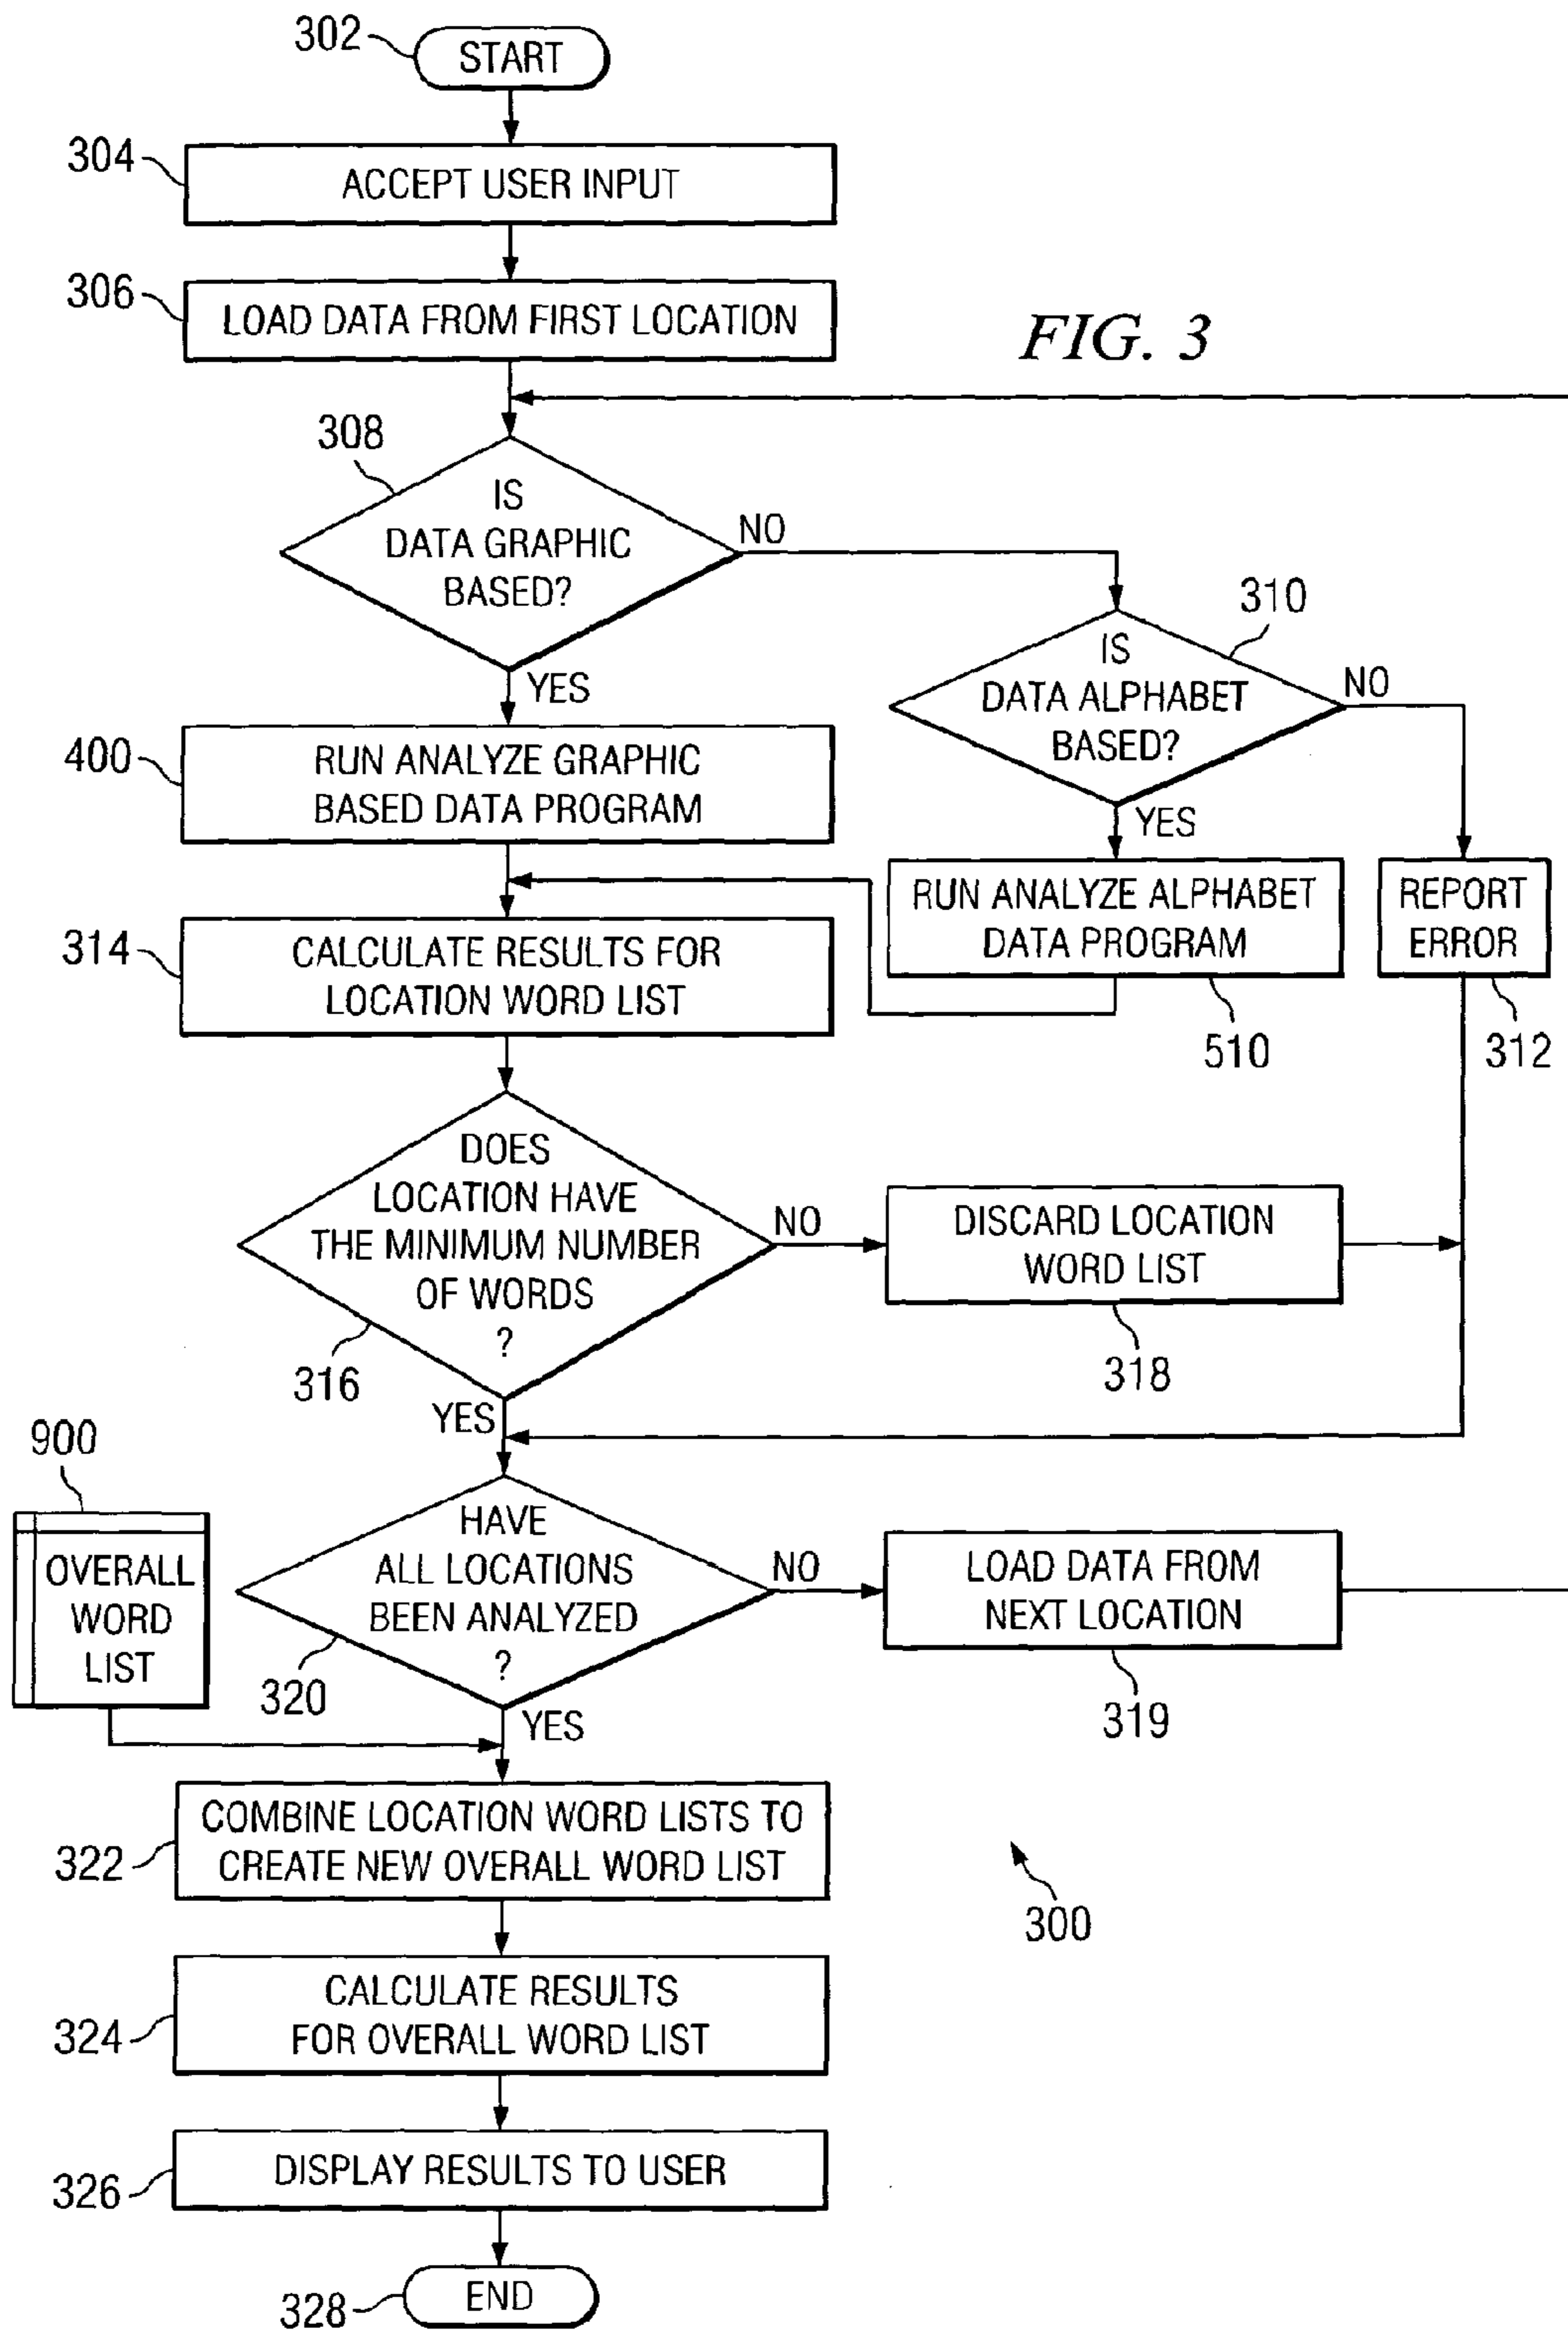 302
START
304
ACCEPT USER INPUT
306
LOAD DATA FROM FIRST LOCATION
FIG. 3
308
IS
DATA GRAPHIC
BASED?
NO
YES
310
IS
DATA ALPHABET
BASED?
NO
YES
400
RUN ANALYZE GRAPHIC
BASED DATA PROGRAM
RUN ANALYZE ALPHABET
DATA PROGRAM
510
REPORT
ERROR
312
314
CALCULATE RESULTS FOR
LOCATION WORD LIST
DOES
LOCATION HAVE
THE MINIMUM NUMBER
OF WORDS
?
316
NO
YES
DISCARD LOCATION
WORD LIST
318
900
OVERALL
WORD
LIST
HAVE
ALL LOCATIONS
BEEN ANALYZED
?
320
NO
YES
LOAD DATA FROM
NEXT LOCATION
319
322
COMBINE LOCATION WORD LISTS TO
CREATE NEW OVERALL WORD LIST
300
324
CALCULATE RESULTS
FOR OVERALL WORD LIST
326
DISPLAY RESULTS TO USER
328
END